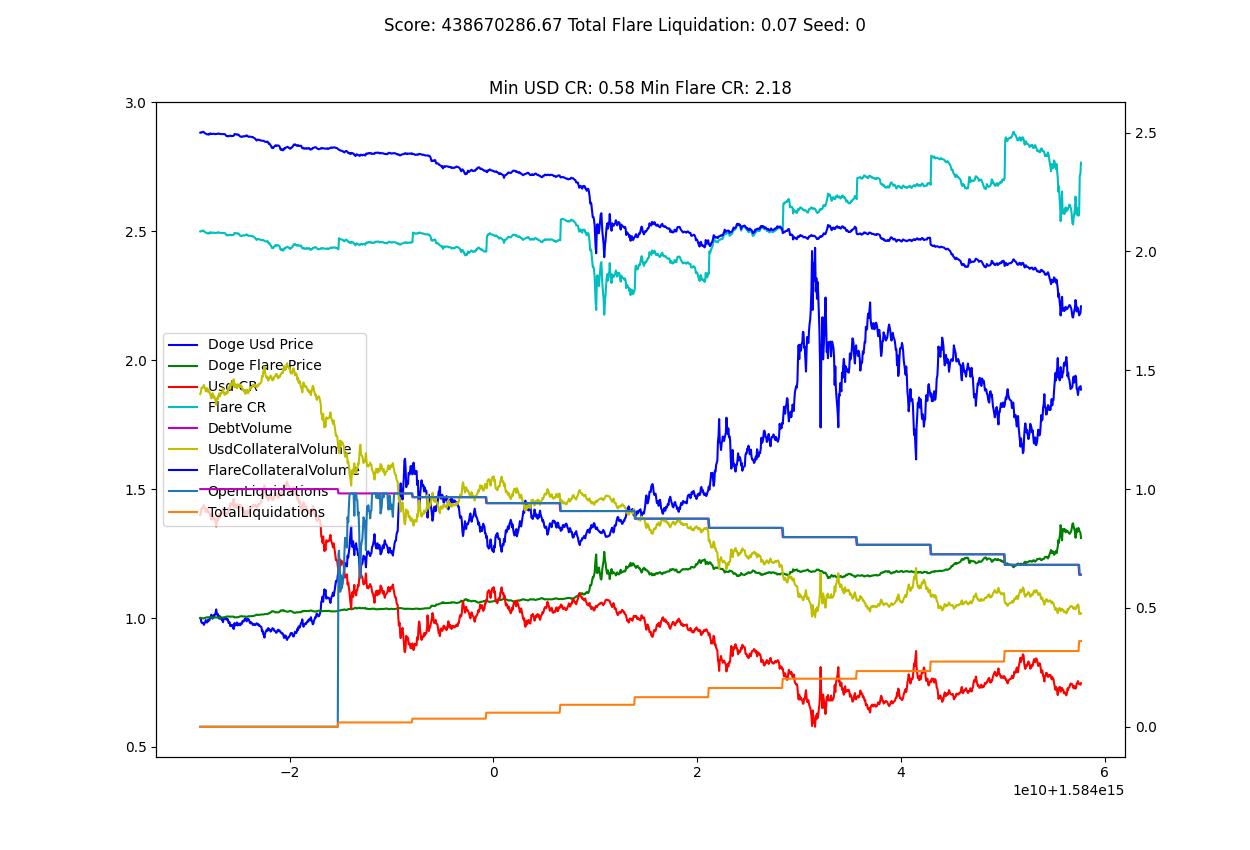 Score: 438670286.67 Total Flare Liquidation: 0.07 Seed: 0
Min USD CR: 0.58 Min Flare CR: 2.18
3.0
2.5
2.0
1.5
1.0
0.5
2.5
2.0
1.5
1.0
0.5
0.0
Doge Usd Price
Doge Flare Price
Usd CR
Flare CR
DebtVolume
UsdCollateralVolume
FlareCollateralVolume
OpenLiquidations
TotalLiquidations
−2 0 2 4 6
1e10+1.584e15